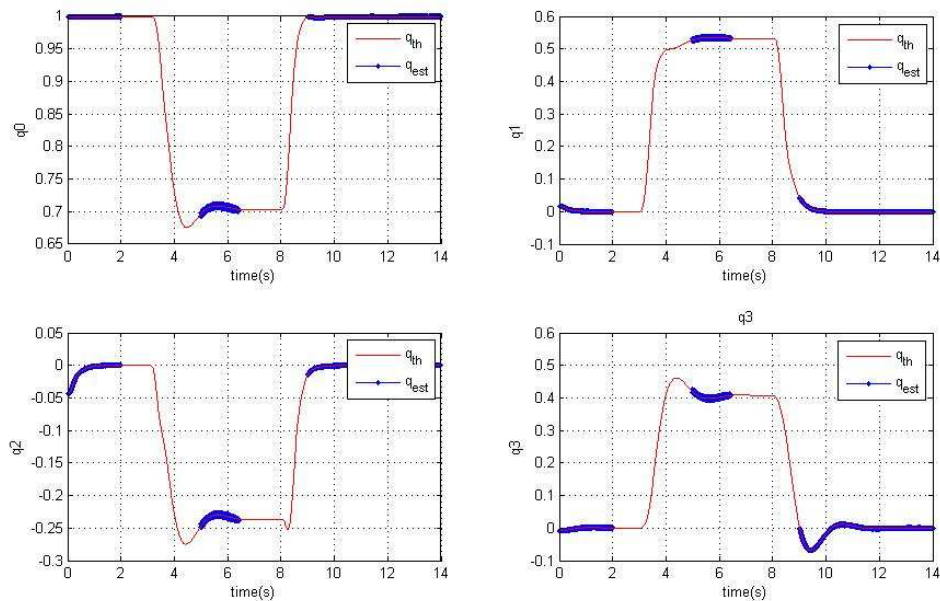 1
0.95
0.9
0.85
0.8
0.75
0.7
0.65
q0
0 2 4 6 8 10 12 14
time(s)
q_th
q_est
0.6
0.5
0.4
0.3
0.2
0.1
0
-0.1
q1
0 2 4 6 8 10 12 14
time(s)
q_th
q_est
0.05
0
-0.05
-0.1
-0.15
-0.2
-0.25
-0.3
q2
0 2 4 6 8 10 12 14
time(s)
q_th
q_est
q3
0.6
0.5
0.4
0.3
0.2
0.1
0
-0.1
q3
0 2 4 6 8 10 12 14
time(s)
q_th
q_est